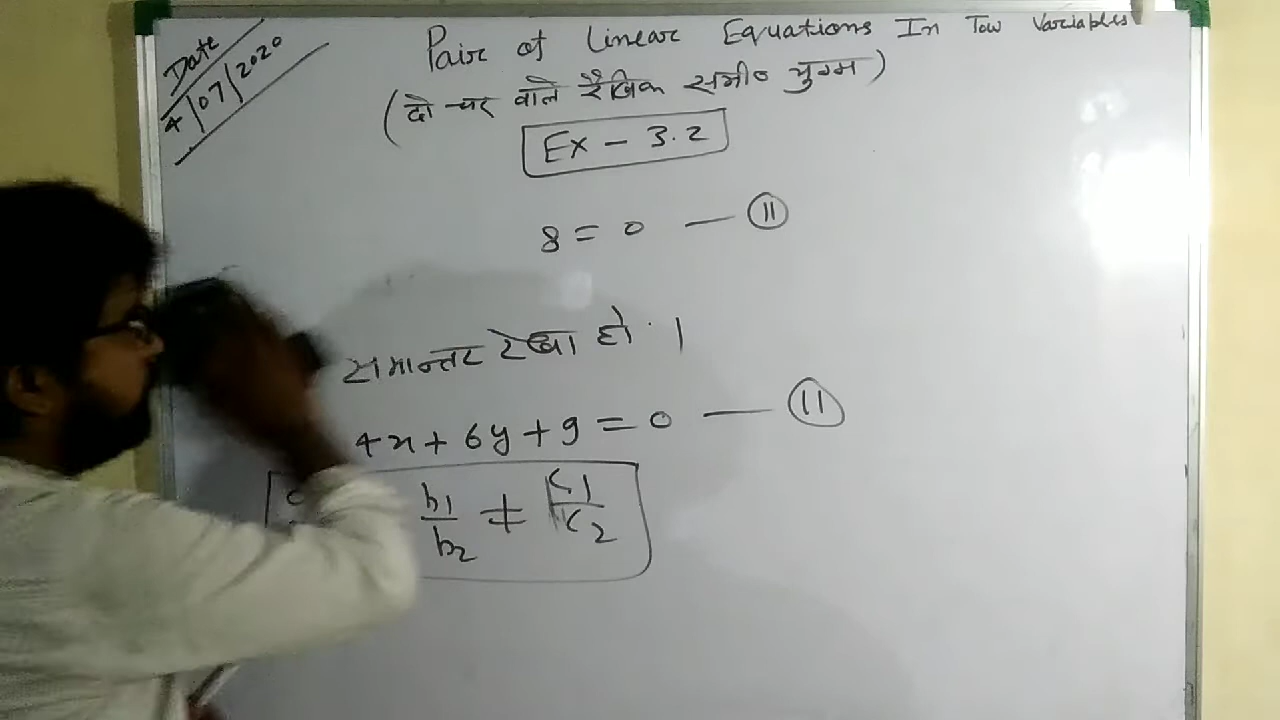 Date
4/07/2020
Pair of Linear Equations In Tow Variables
(दो चर वाले रैखिक समी० युग्म)
Ex - 3.2
8 = 0 — (11)
समान्तर रेखा हो ।
4x + 6y + 9 = 0 — (11)
b1/b2 ≠ c1/c2